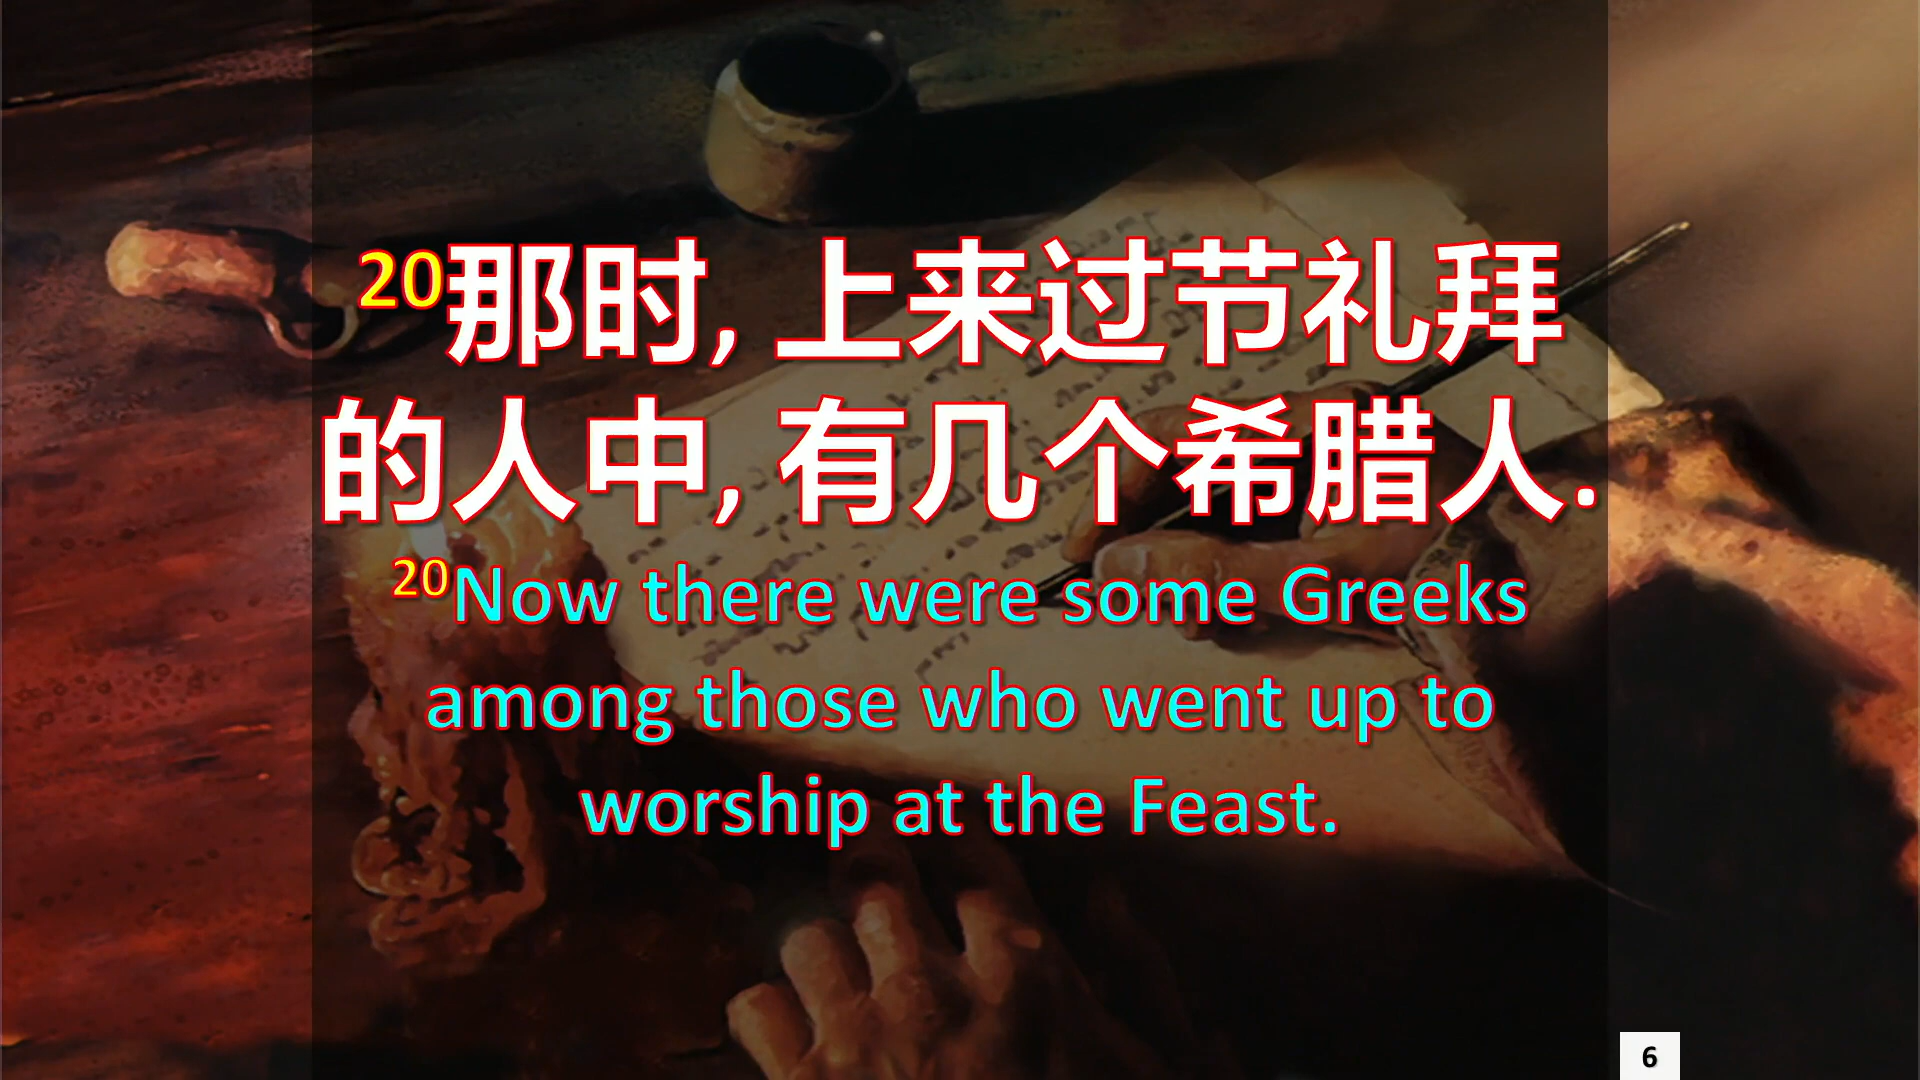 20那时, 上来过节礼拜
的人中, 有几个希腊人.
20Now there were some Greeks
among those who went up to
worship at the Feast.
6